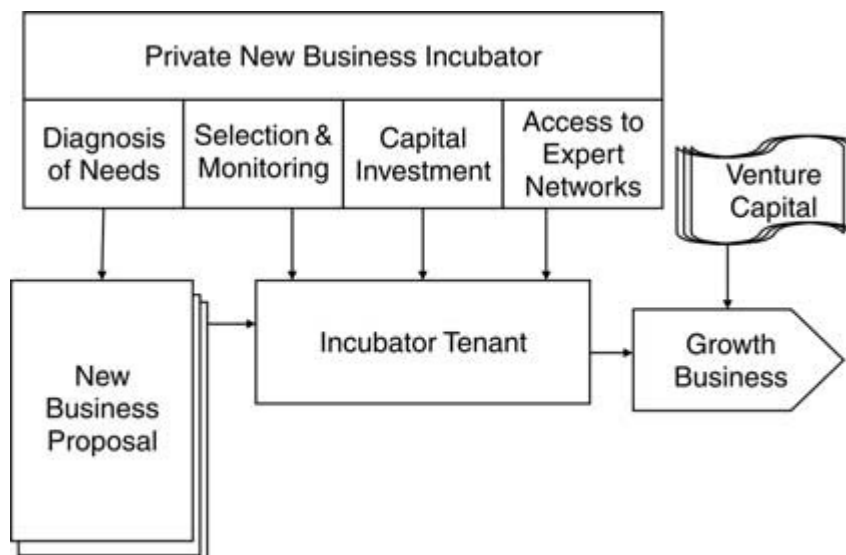 Private New Business Incubator
Diagnosis
of Needs
Selection &
Monitoring
Capital
Investment
Access to
Expert
Networks
Venture
Capital
New
Business
Proposal
Incubator Tenant
Growth
Business